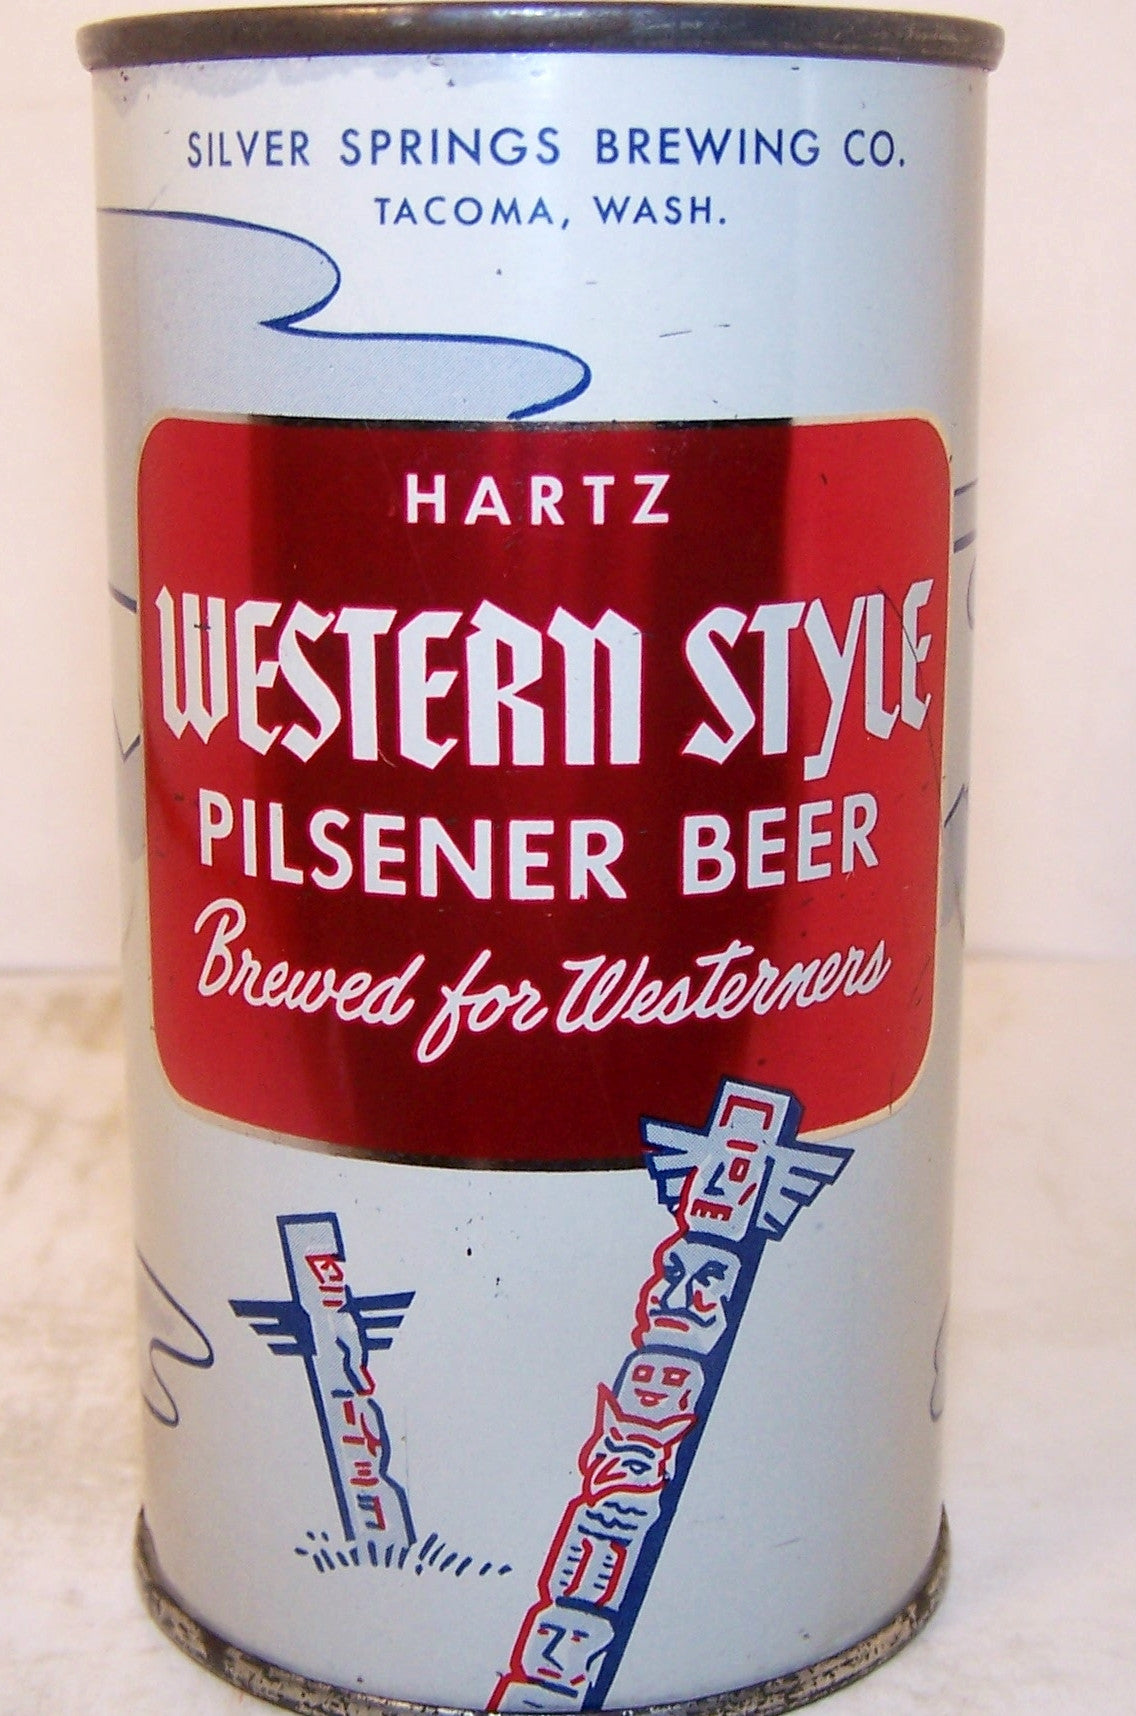 SILVER SPRINGS BREWING CO.
TACOMA, WASH.
HARTZ
WESTERN STYLE
PILSENER BEER
Brewed for Westerners